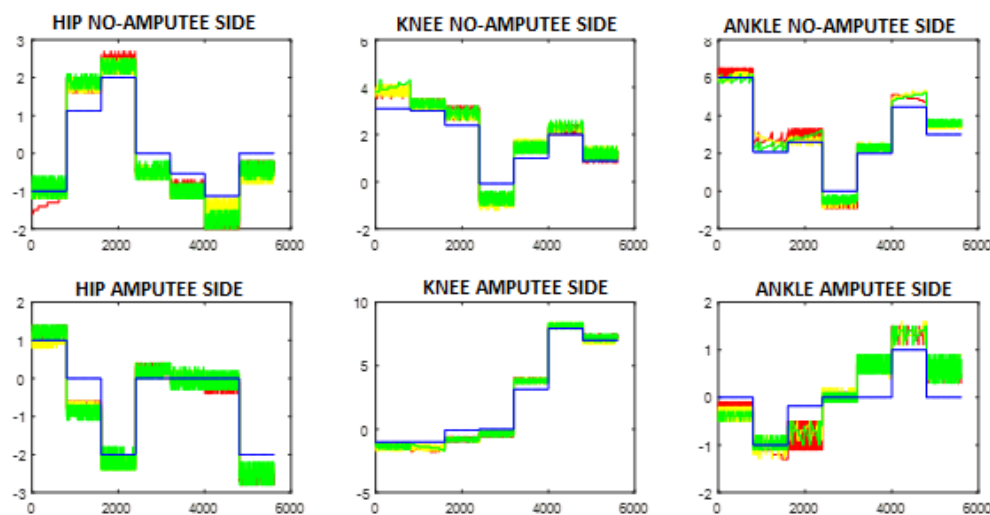 HIP NO-AMPUTEE SIDE KNEE NO-AMPUTEE SIDE ANKLE NO-AMPUTEE SIDE
3 6 8
2 4 6
1 4
0 2 2
-1 0 0
-2 -2 -2
0 2000 4000 6000 0 2000 4000 6000 0 2000 4000 6000
HIP AMPUTEE SIDE KNEE AMPUTEE SIDE ANKLE AMPUTEE SIDE
2 10 2
1 5 1
0 0
-1 0 -1
-2
-3 -5 -2
0 2000 4000 6000 0 2000 4000 6000 0 2000 4000 6000